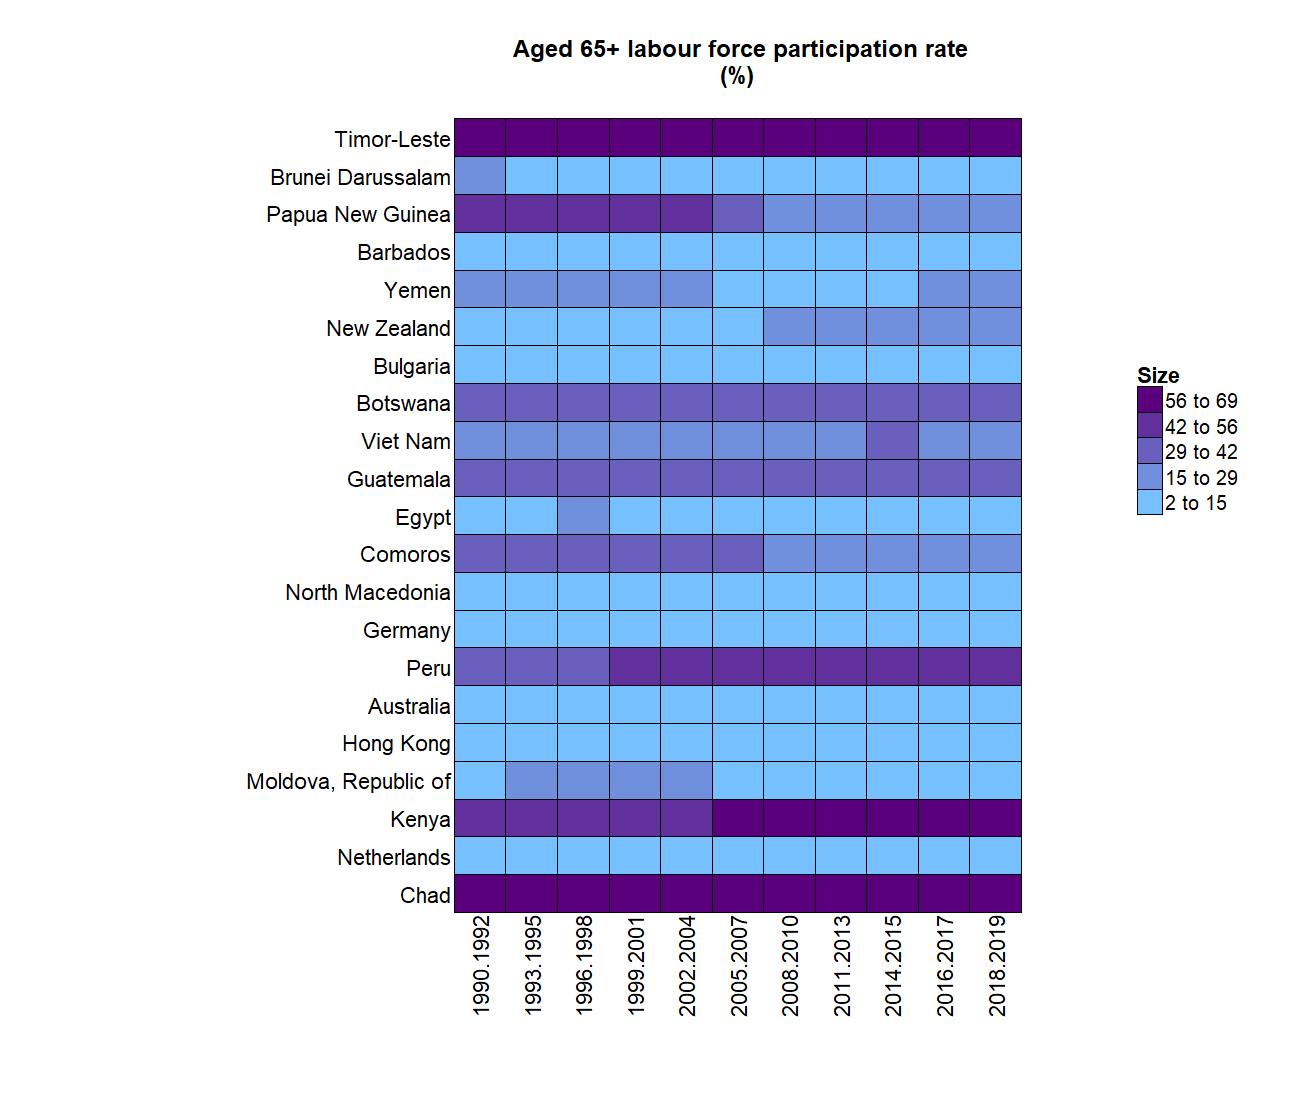 Aged 65+ labour force participation rate
(%)
Timor-Leste
Brunei Darussalam
Papua New Guinea
Barbados
Yemen
New Zealand
Bulgaria
Botswana
Viet Nam
Guatemala
Egypt
Comoros
North Macedonia
Germany
Peru
Australia
Hong Kong
Moldova, Republic of
Kenya
Netherlands
Chad
1990.1992
1993.1995
1996.1998
1999.2001
2002.2004
2005.2007
2008.2010
2011.2013
2014.2015
2016.2017
2018.2019
Size
56 to 69
42 to 56
29 to 42
15 to 29
2 to 15